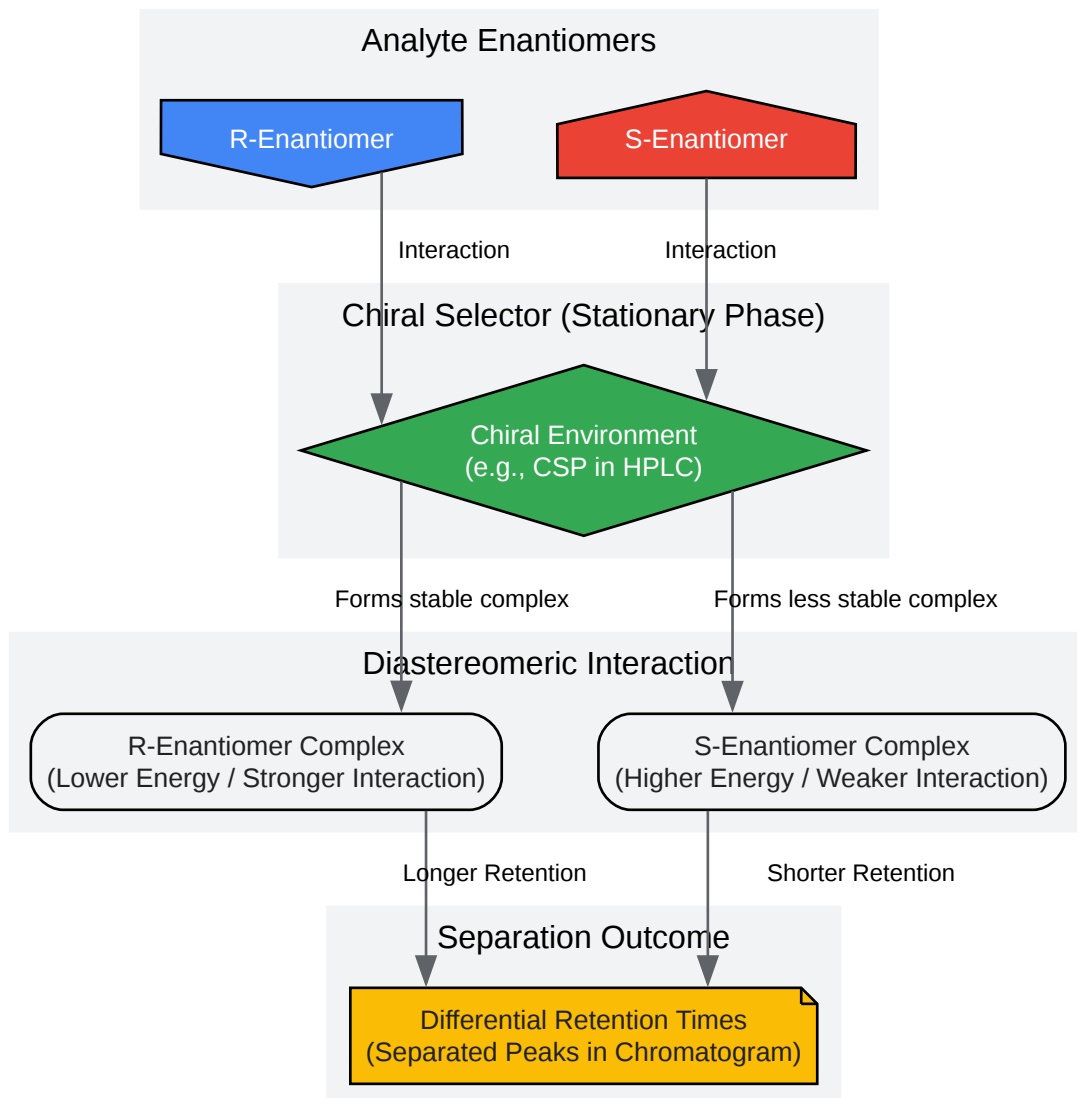 Analyte Enantiomers
R-Enantiomer
S-Enantiomer
Interaction
Interaction
Chiral Selector (Stationary Phase)
Chiral Environment
(e.g., CSP in HPLC)
Forms stable complex
Forms less stable complex
Diastereomeric Interaction
R-Enantiomer Complex
(Lower Energy / Stronger Interaction)
S-Enantiomer Complex
(Higher Energy / Weaker Interaction)
Longer Retention
Shorter Retention
Separation Outcome
Differential Retention Times
(Separated Peaks in Chromatogram)